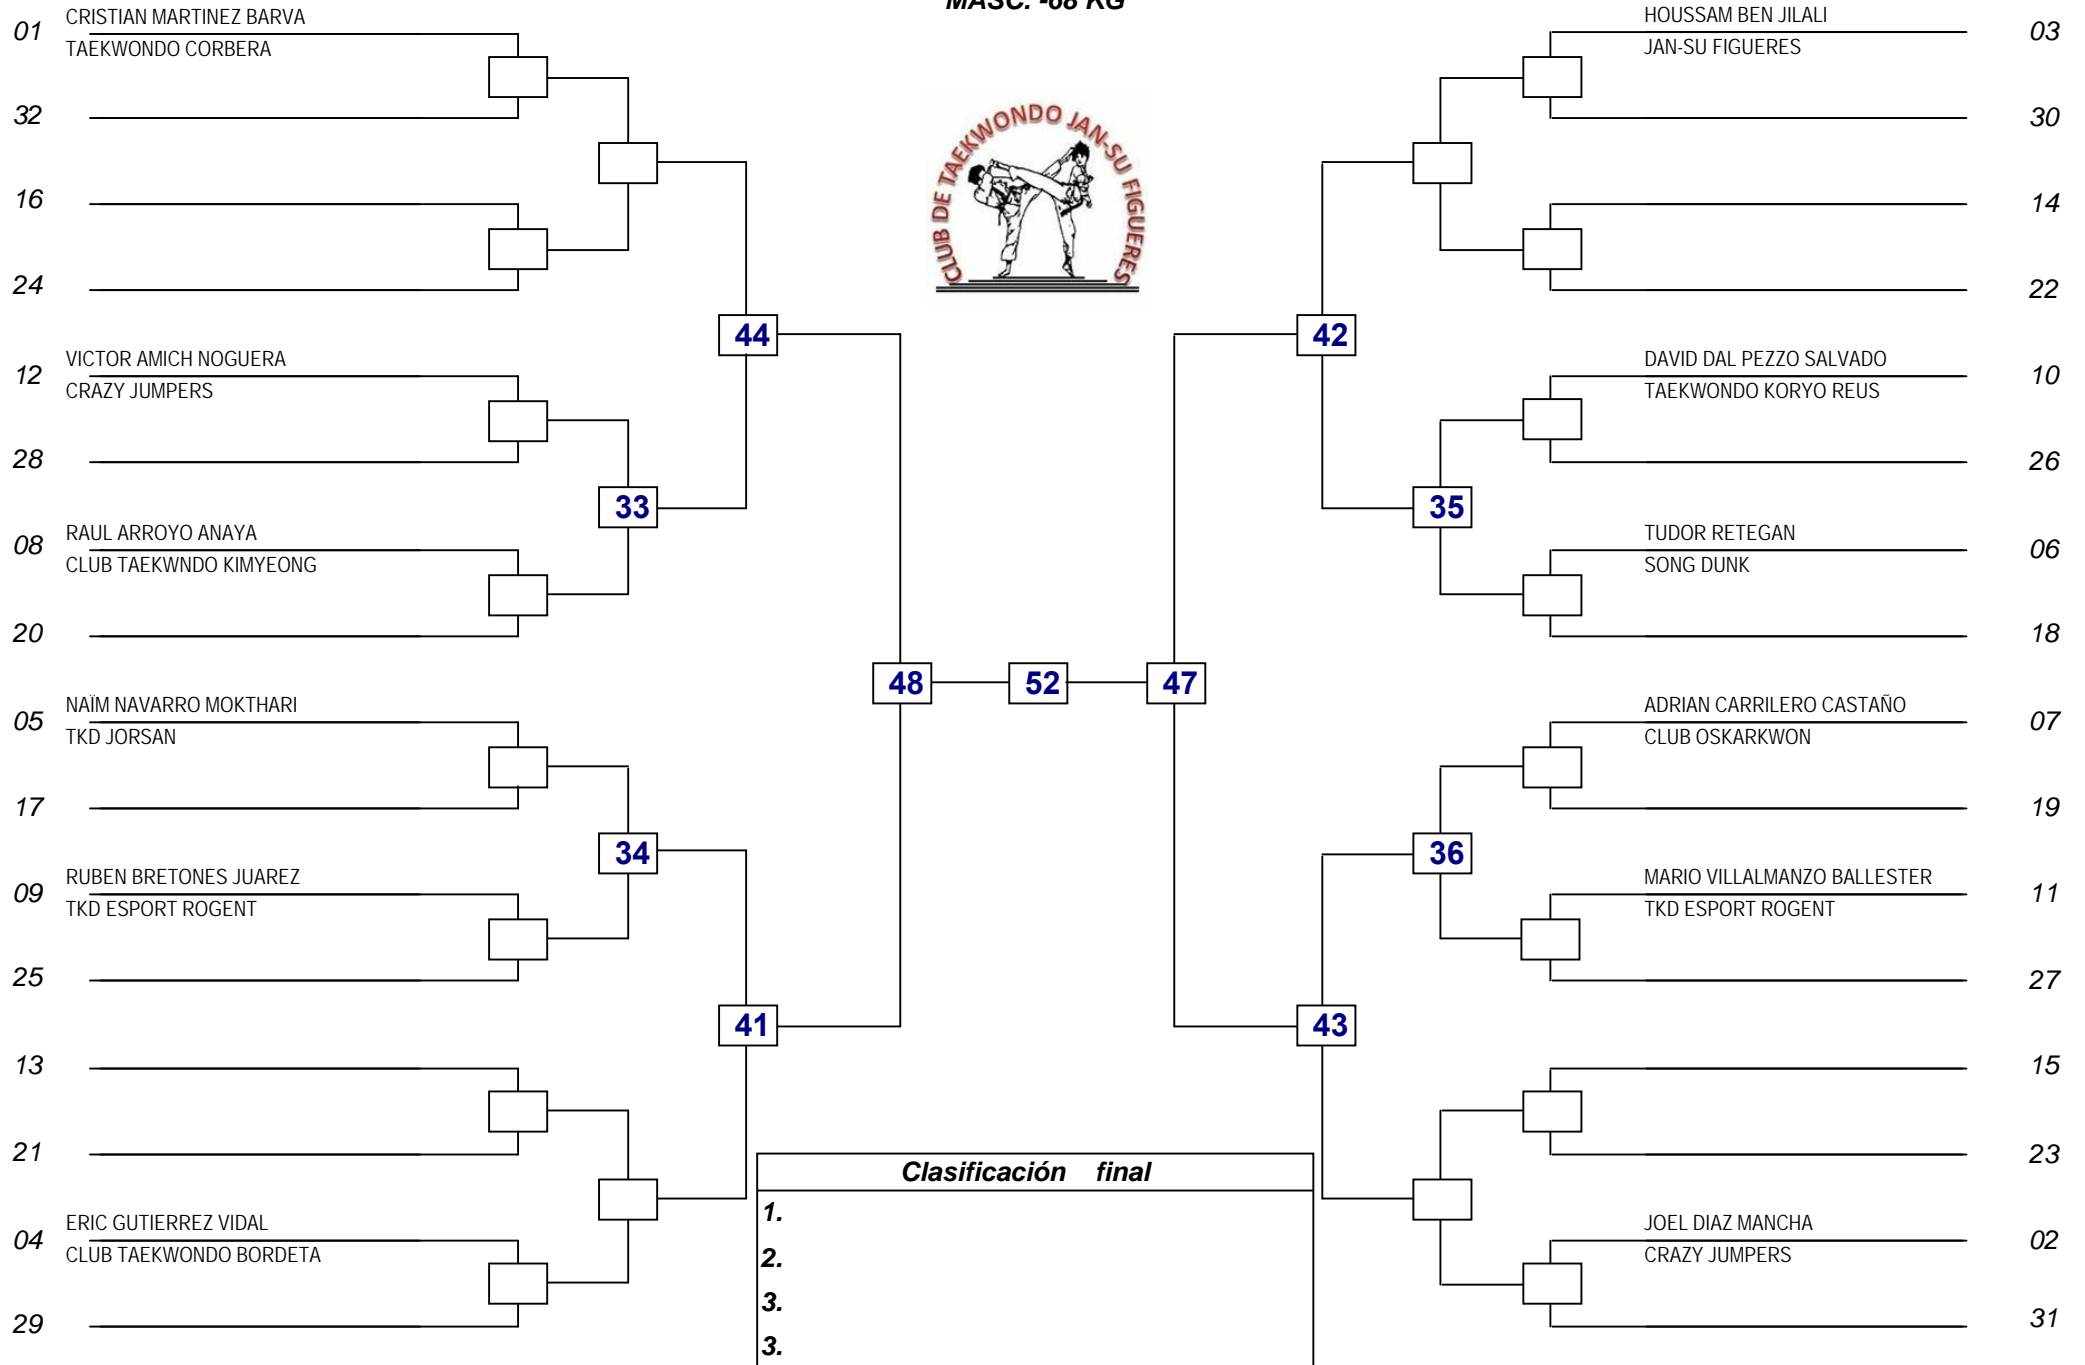 MASC. -68 KG
01
CRISTIAN MARTINEZ BARVA
TAEKWONDO CORBERA
32
16
24
12
VICTOR AMICH NOGUERA
CRAZY JUMPERS
28
08
RAUL ARROYO ANAYA
CLUB TAEKWNDO KIMYEONG
20
05
NAÏM NAVARRO MOKTHARI
TKD JORSAN
17
09
RUBEN BRETONES JUAREZ
TKD ESPORT ROGENT
25
13
21
04
ERIC GUTIERREZ VIDAL
CLUB TAEKWONDO BORDETA
29
44
33
34
41
48
52
47
42
35
36
43
CLUB DE TAEKWONDO JAN-SU FIGUERES
HOUSSAM BEN JILALI
03
JAN-SU FIGUERES
30
14
22
DAVID DAL PEZZO SALVADO
10
TAEKWONDO KORYO REUS
26
TUDOR RETEGAN
06
SONG DUNK
18
ADRIAN CARRILERO CASTAÑO
07
CLUB OSKARKWON
19
MARIO VILLALMANZO BALLESTER
11
TKD ESPORT ROGENT
27
15
23
JOEL DIAZ MANCHA
02
CRAZY JUMPERS
31
Clasificación final
1.
2.
3.
3.